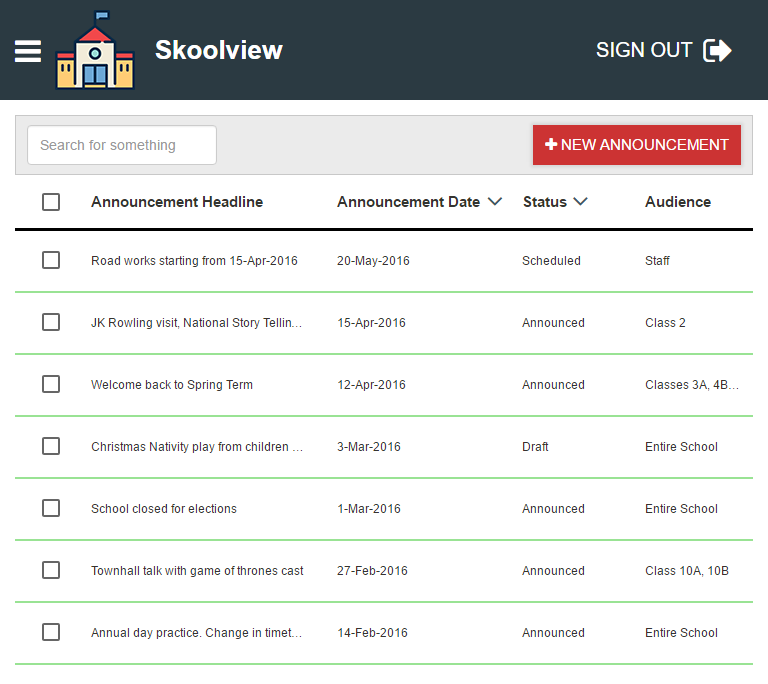 Skoolview
SIGN OUT
Search for something
NEW ANNOUNCEMENT
Announcement Headline Announcement Date Status Audience
Road works starting from 15-Apr-2016 20-May-2016 Scheduled Staff
JK Rowling visit, National Story Tellin... 15-Apr-2016 Announced Class 2
Welcome back to Spring Term 12-Apr-2016 Announced Classes 3A, 4B...
Christmas Nativity play from children ... 3-Mar-2016 Draft Entire School
School closed for elections 1-Mar-2016 Announced Entire School
Townhall talk with game of thrones cast 27-Feb-2016 Announced Class 10A, 10B
Annual day practice. Change in timet... 14-Feb-2016 Announced Entire School